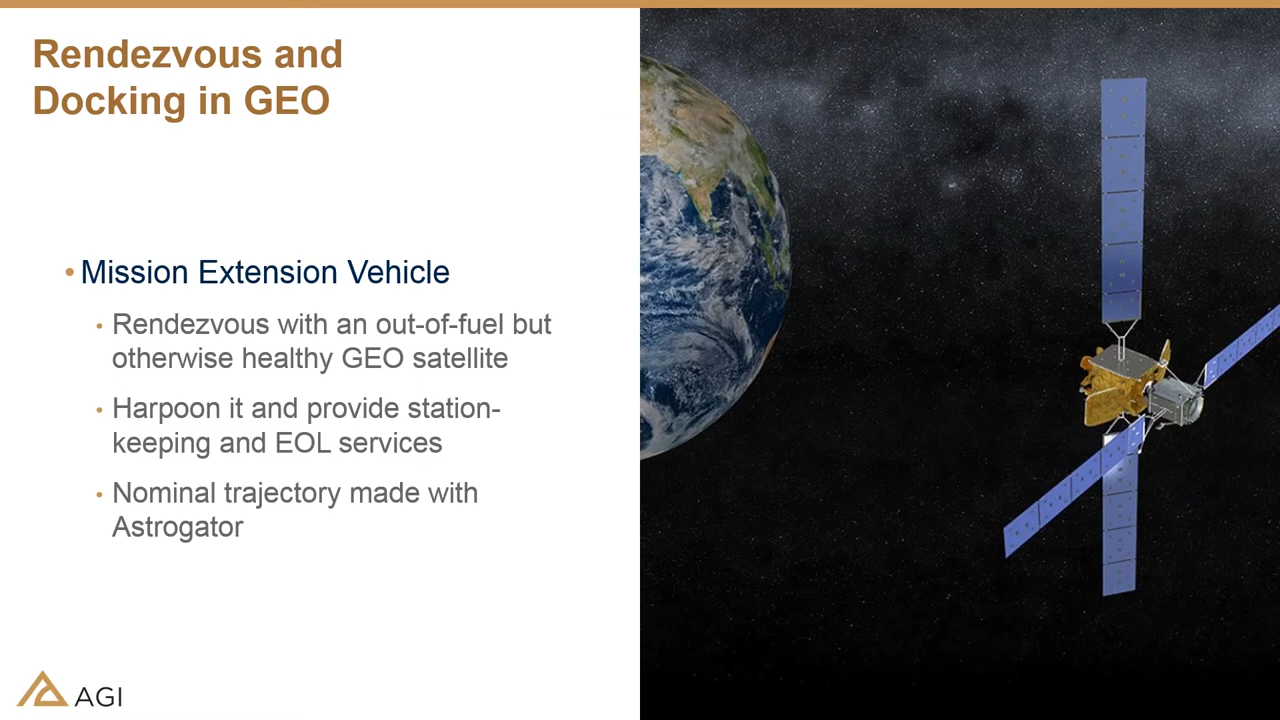 Rendezvous and
Docking in GEO
• Mission Extension Vehicle
• Rendezvous with an out-of-fuel but
otherwise healthy GEO satellite
• Harpoon it and provide station-
keeping and EOL services
• Nominal trajectory made with
Astrogator
AGI